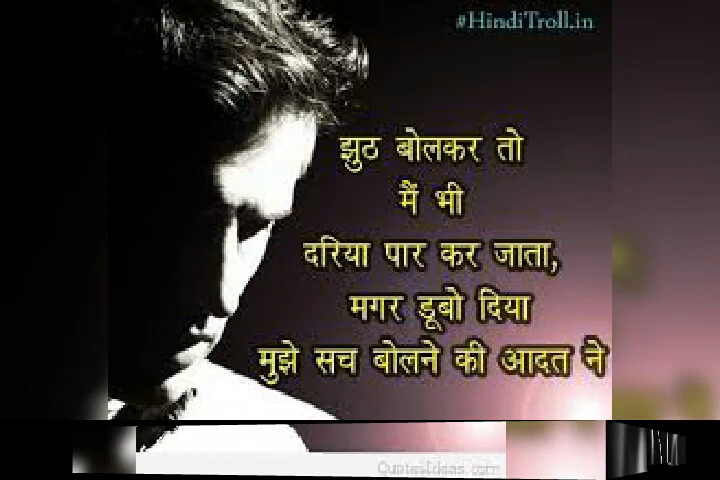 #HindiTroll.in
झुठ बोलकर तो
मैं भी
दरिया पार कर जाता,
मगर डूबो दिया
मुझे सच बोलने की आदत ने
QuotesIdeas.com